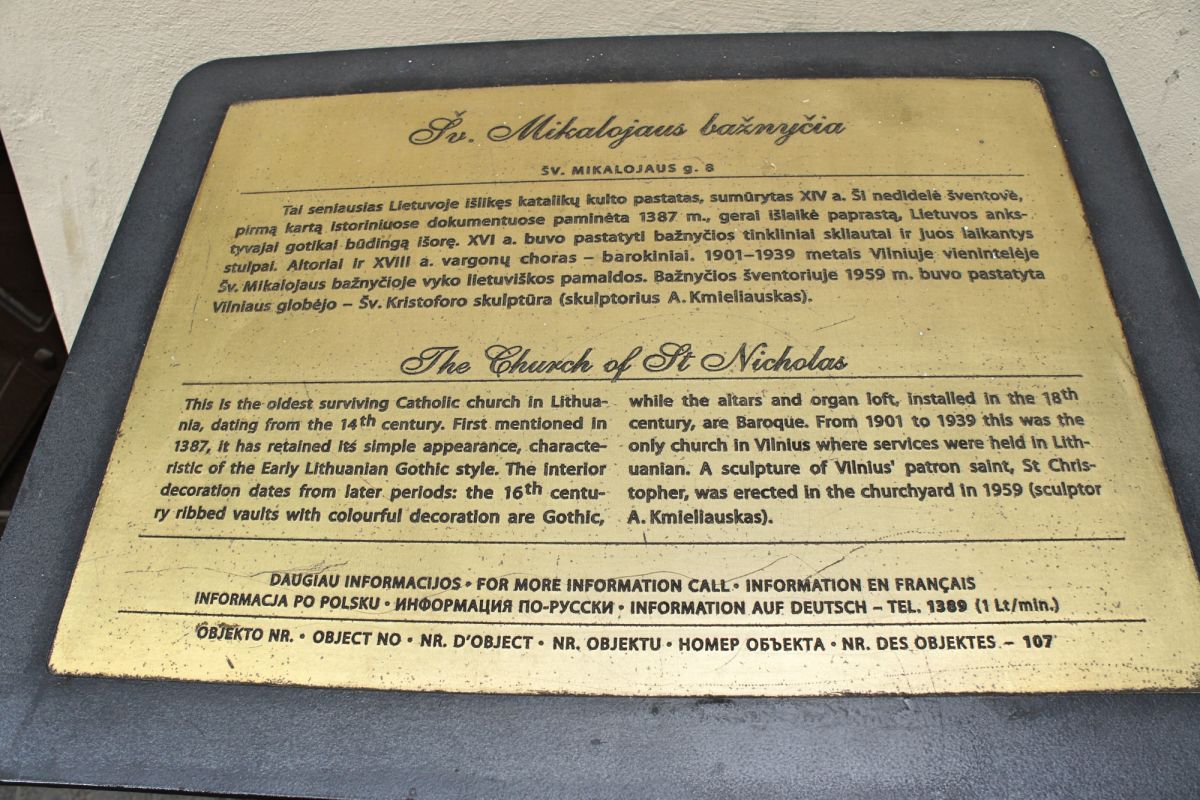 Šv. Mikalojaus bažnyčia
ŠV. MIKALOJAUS g. 8
Tai seniausias Lietuvoje išlikęs katalikų kulto pastatas, sumūrytas XIV a. Ši nedidelė šventovė,
pirmą kartą istoriniuose dokumentuose paminėta 1387 m., gerai išlaikė paprastą, Lietuvos anks-
tyvajai gotikai būdingą išorę. XVI a. buvo pastatyti bažnyčios tinkliniai skliautai ir juos laikantys
stulpai. Altoriai ir XVIII a. vargonų choras – barokiniai. 1901–1939 metais Vilniuje vienintelėje
Šv. Mikalojaus bažnyčioje vyko lietuviškos pamaldos. Bažnyčios šventoriuje 1959 m. buvo pastatyta
Vilniaus globėjo – Šv. Kristoforo skulptūra (skulptorius A. Kmieliauskas).
The Church of St Nicholas
This is the oldest surviving Catholic church in Lithua-
nia, dating from the 14th century. First mentioned in
1387, it has retained its simple appearance, characte-
ristic of the Early Lithuanian Gothic style. The interior
decoration dates from later periods: the 16th centu-
ry ribbed vaults with colourful decoration are Gothic,
while the altars and organ loft, installed in the 18th
century, are Baroque. From 1901 to 1939 this was the
only church in Vilnius where services were held in Lith-
uanian. A sculpture of Vilnius' patron saint, St Chris-
topher, was erected in the churchyard in 1959 (sculptor
A. Kmieliauskas).
DAUGIAU INFORMACIJOS • FOR MORE INFORMATION CALL • INFORMATION EN FRANÇAIS
INFORMACJA PO POLSKU • ИНФОРМАЦИЯ ПО-РУССКИ • INFORMATION AUF DEUTSCH – TEL. 1389 (1 Lt/min.)
OBJEKTO NR. • OBJECT NO • NR. D'OBJECT • NR. OBJEKTU • НОМЕР ОБЪЕКТА • NR. DES OBJEKTES – 107